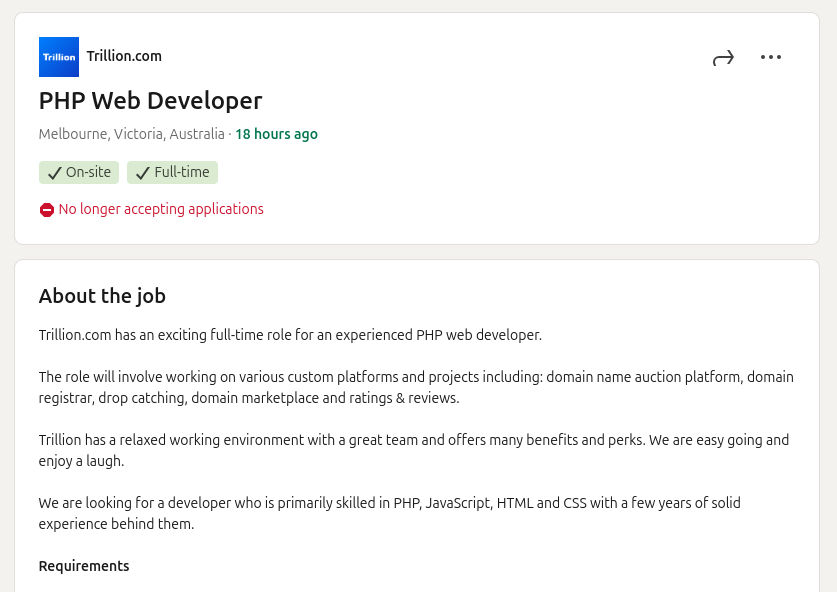 Trillion
Trillion.com
PHP Web Developer
Melbourne, Victoria, Australia · 18 hours ago
On-site
Full-time
No longer accepting applications
About the job
Trillion.com has an exciting full-time role for an experienced PHP web developer.
The role will involve working on various custom platforms and projects including: domain name auction platform, domain
registrar, drop catching, domain marketplace and ratings & reviews.
Trillion has a relaxed working environment with a great team and offers many benefits and perks. We are easy going and
enjoy a laugh.
We are looking for a developer who is primarily skilled in PHP, JavaScript, HTML and CSS with a few years of solid
experience behind them.
Requirements